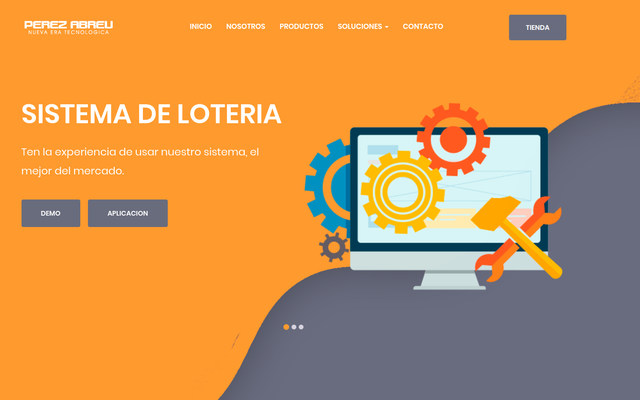 PEREZ ABREU
NUEVA ERA TECNOLOGICA
INICIO NOSOTROS PRODUCTOS SOLUCIONES CONTACTO
TIENDA
SISTEMA DE LOTERIA
Ten la experiencia de usar nuestro sistema, el
mejor del mercado.
DEMO APLICACION